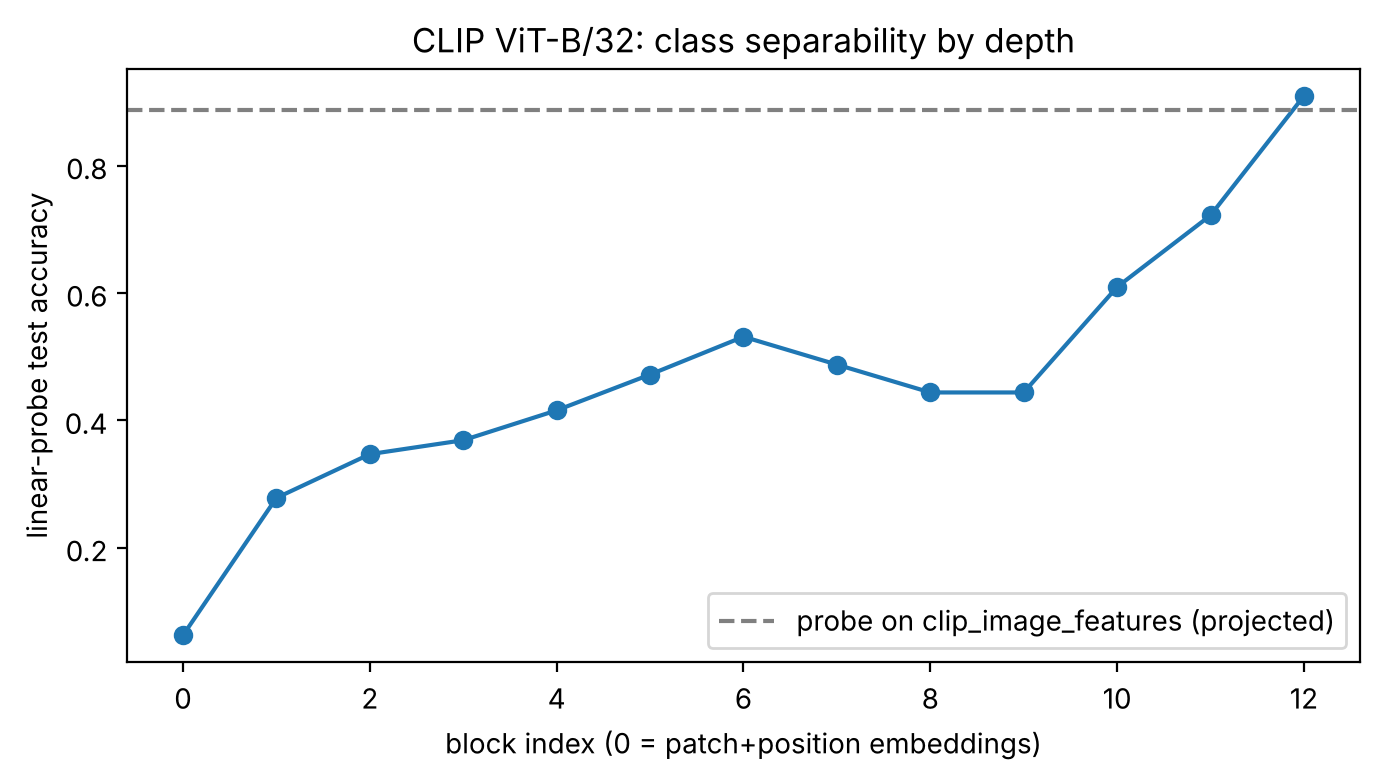 CLIP ViT-B/32: class separability by depth
linear-probe test accuracy
0.8
0.6
0.4
0.2
probe on clip_image_features (projected)
0 2 4 6 8 10 12
block index (0 = patch+position embeddings)